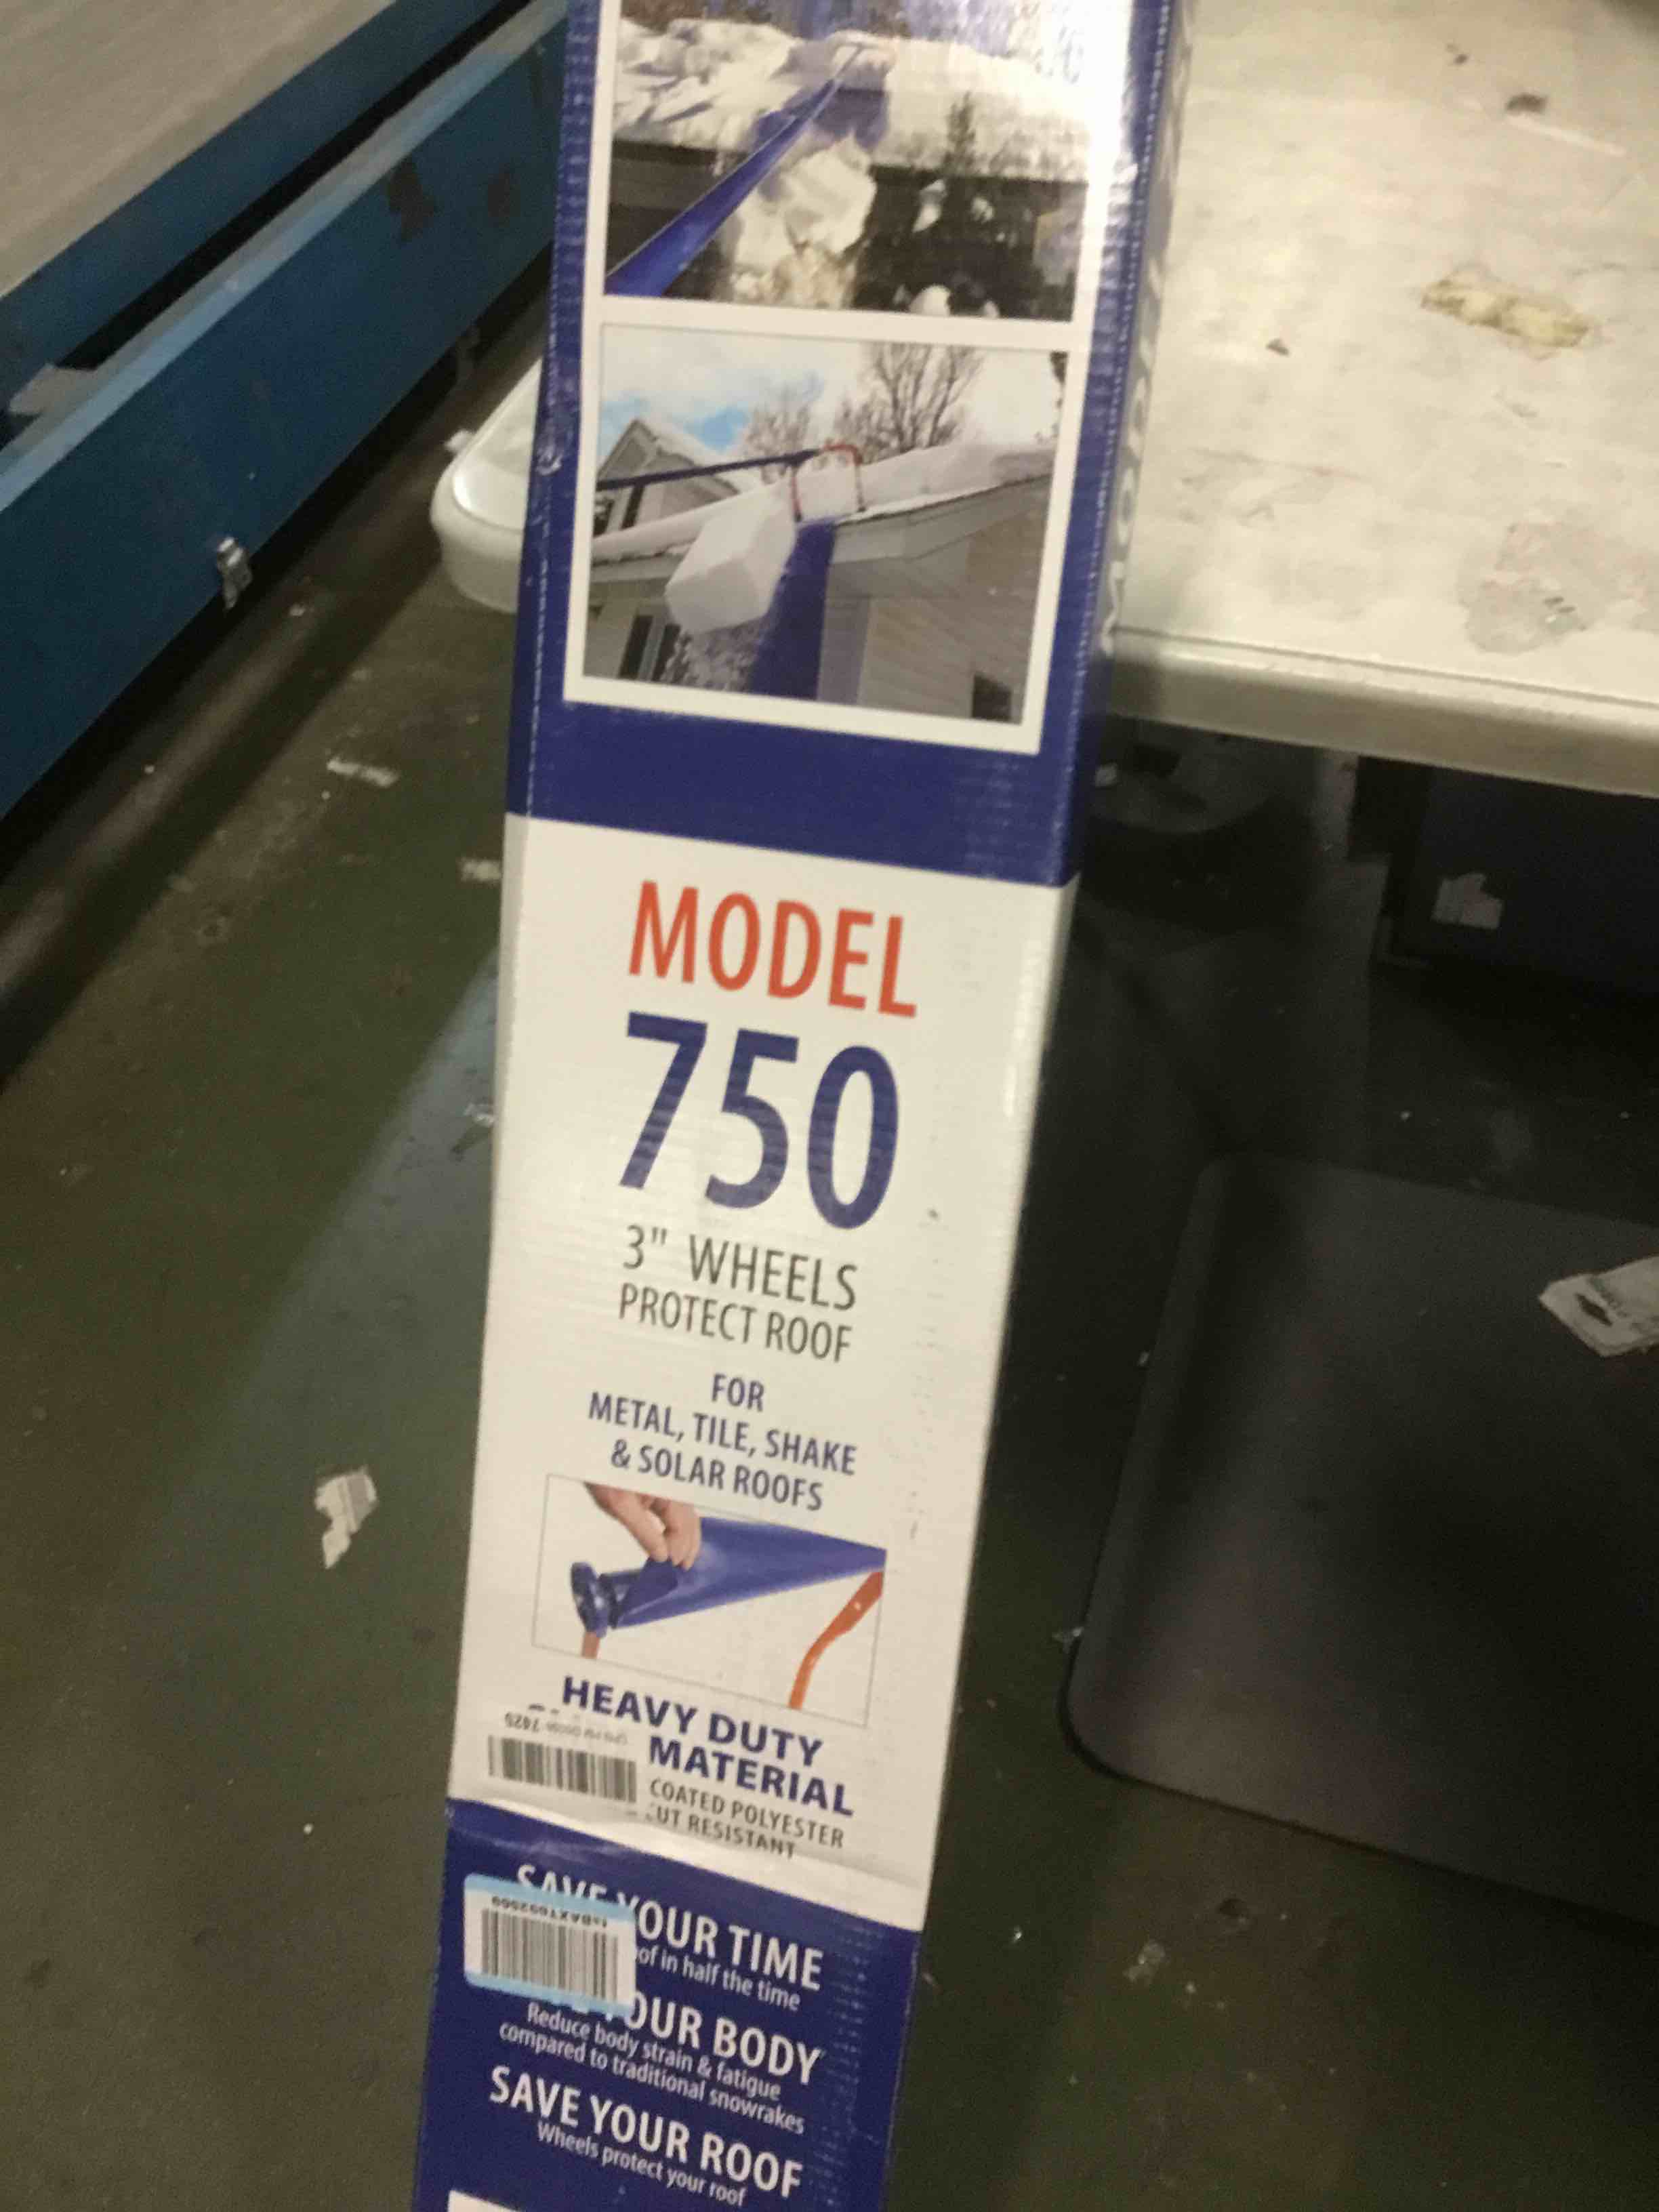 MODEL
750
3" WHEELS
PROTECT ROOF
FOR
METAL, TILE, SHAKE
& SOLAR ROOFS
HEAVY DUTY
MATERIAL
COATED POLYESTER
RESISTANT
7429
SAVE YOUR TIME
in half the time
YOUR BODY
Reduce body strain & fatigue
compared to traditional snowrakes
SAVE YOUR ROOF
Wheels protect your roof